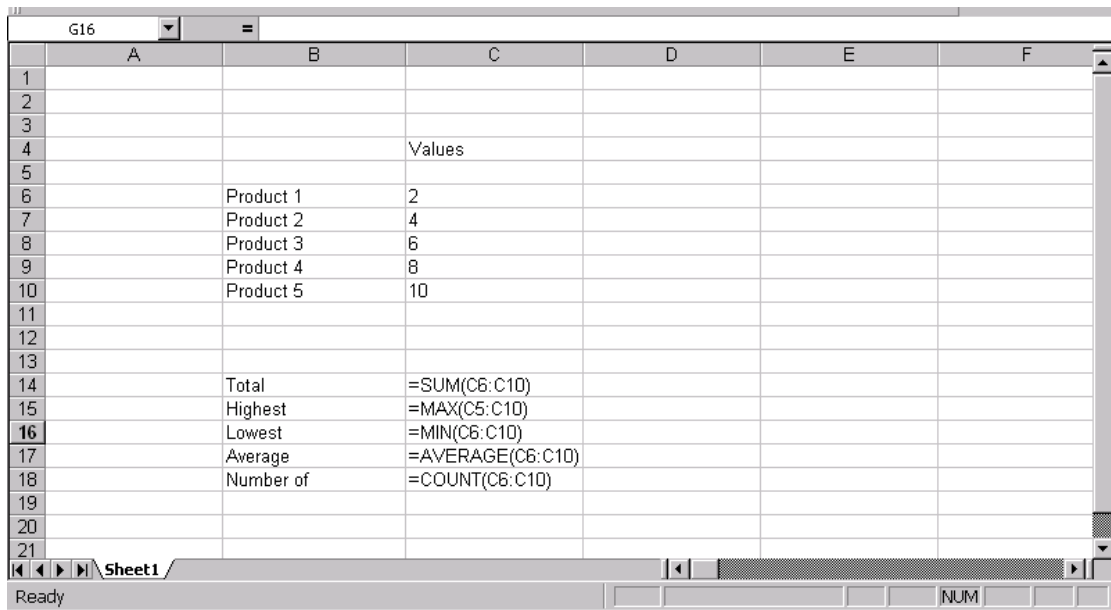 G16 =
A B C D E F
1
2
3
4 Values
5
6 Product 1 2
7 Product 2 4
8 Product 3 6
9 Product 4 8
10 Product 5 10
11
12
13
14 Total =SUM(C6:C10)
15 Highest =MAX(C5:C10)
16 Lowest =MIN(C6:C10)
17 Average =AVERAGE(C6:C10)
18 Number of =COUNT(C6:C10)
19
20
21
Sheet1
Ready NUM